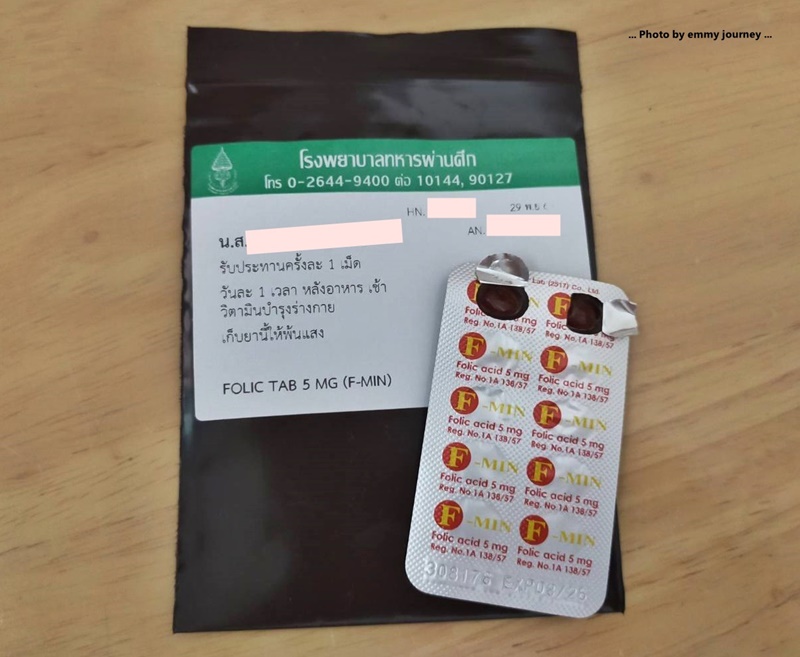 ... Photo by emmy journey ...
โรงพยาบาลทหารผ่านศึก
โทร 0-2644-9400 ต่อ 10144, 90127
HN.
29 พ.ย.
AN.
น.ส.
รับประทานครั้งละ 1 เม็ด
วันละ 1 เวลา หลังอาหาร เช้า
วิตามินบำรุงร่างกาย
เก็บยานี้ให้พ้นแสง
FOLIC TAB 5 MG (F-MIN)
Lab (2517) Co., Ltd.
F
Folic
Reg. No.1A 138/57
F
Fol 5 mg
1A 138/57
F-MIN
Folic acid 5 mg
Reg. No.1A 138/57
F-MIN
Folic acid 5 mg
Reg. No.1A 138/57
F-MIN
Folic acid 5 mg
Reg. No.1A 138/57
F-MIN
Folic acid 5 mg
Reg. No.1A 138/57
F-MIN
Folic acid 5 mg
Reg. No.1A 138/57
F-MIN
Folic acid 5 mg
Reg. No.1A 138/57
F-MIN
Folic acid 5 mg
Reg. No.1A 138/57
F-MIN
Folic acid 5 mg
Reg. No.1A 138/57
303176 EXP08/25